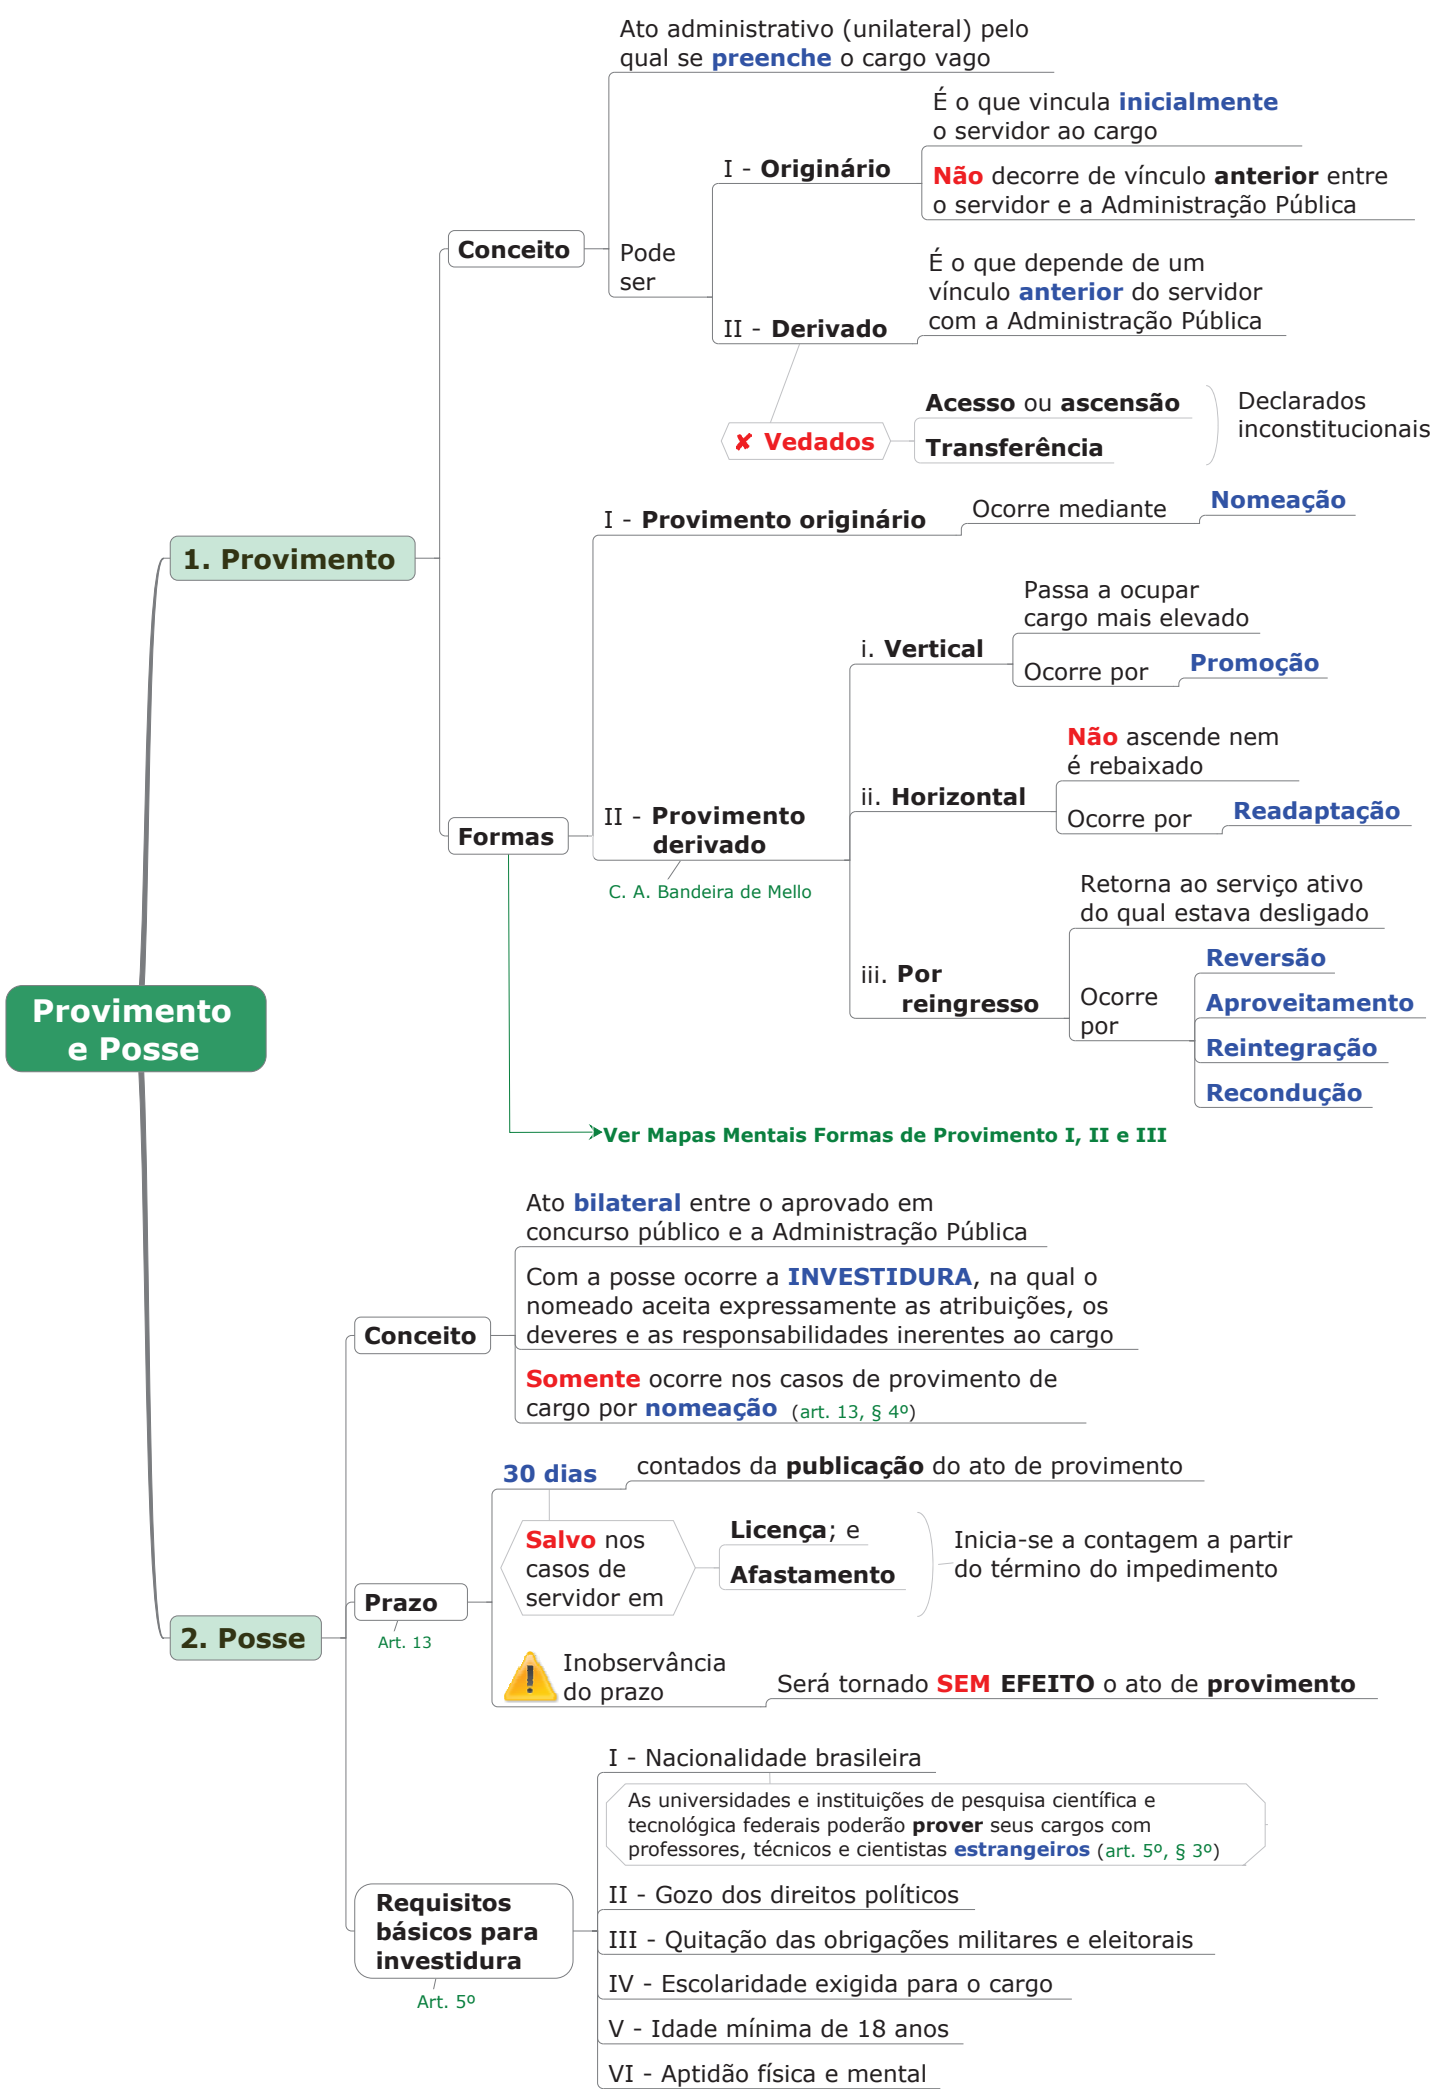 Provimento
e Posse
1. Provimento
Conceito
Ato administrativo (unilateral) pelo
qual se preenche o cargo vago
Pode
ser
I - Originário
É o que vincula inicialmente
o servidor ao cargo
Não decorre de vínculo anterior entre
o servidor e a Administração Pública
II - Derivado
É o que depende de um
vínculo anterior do servidor
com a Administração Pública
✘ Vedados
Acesso ou ascensão
Transferência
Declarados
inconstitucionais
Formas
I - Provimento originário
Ocorre mediante
Nomeação
II - Provimento
derivado
C. A. Bandeira de Mello
i. Vertical
Passa a ocupar
cargo mais elevado
Ocorre por
Promoção
ii. Horizontal
Não ascende nem
é rebaixado
Ocorre por
Readaptação
iii. Por
reingresso
Retorna ao serviço ativo
do qual estava desligado
Ocorre
por
Reversão
Aproveitamento
Reintegração
Recondução
Ver Mapas Mentais Formas de Provimento I, II e III
2. Posse
Conceito
Ato bilateral entre o aprovado em
concurso público e a Administração Pública
Com a posse ocorre a INVESTIDURA, na qual o
nomeado aceita expressamente as atribuições, os
deveres e as responsabilidades inerentes ao cargo
Somente ocorre nos casos de provimento de
cargo por nomeação (art. 13, § 4º)
Prazo
Art. 13
30 dias
contados da publicação do ato de provimento
Salvo nos
casos de
servidor em
Licença; e
Afastamento
Inicia-se a contagem a partir
do término do impedimento
Inobservância
do prazo
Será tornado SEM EFEITO o ato de provimento
Requisitos
básicos para
investidura
Art. 5º
I - Nacionalidade brasileira
As universidades e instituições de pesquisa científica e
tecnológica federais poderão prover seus cargos com
professores, técnicos e cientistas estrangeiros (art. 5º, § 3º)
II - Gozo dos direitos políticos
III - Quitação das obrigações militares e eleitorais
IV - Escolaridade exigida para o cargo
V - Idade mínima de 18 anos
VI - Aptidão física e mental